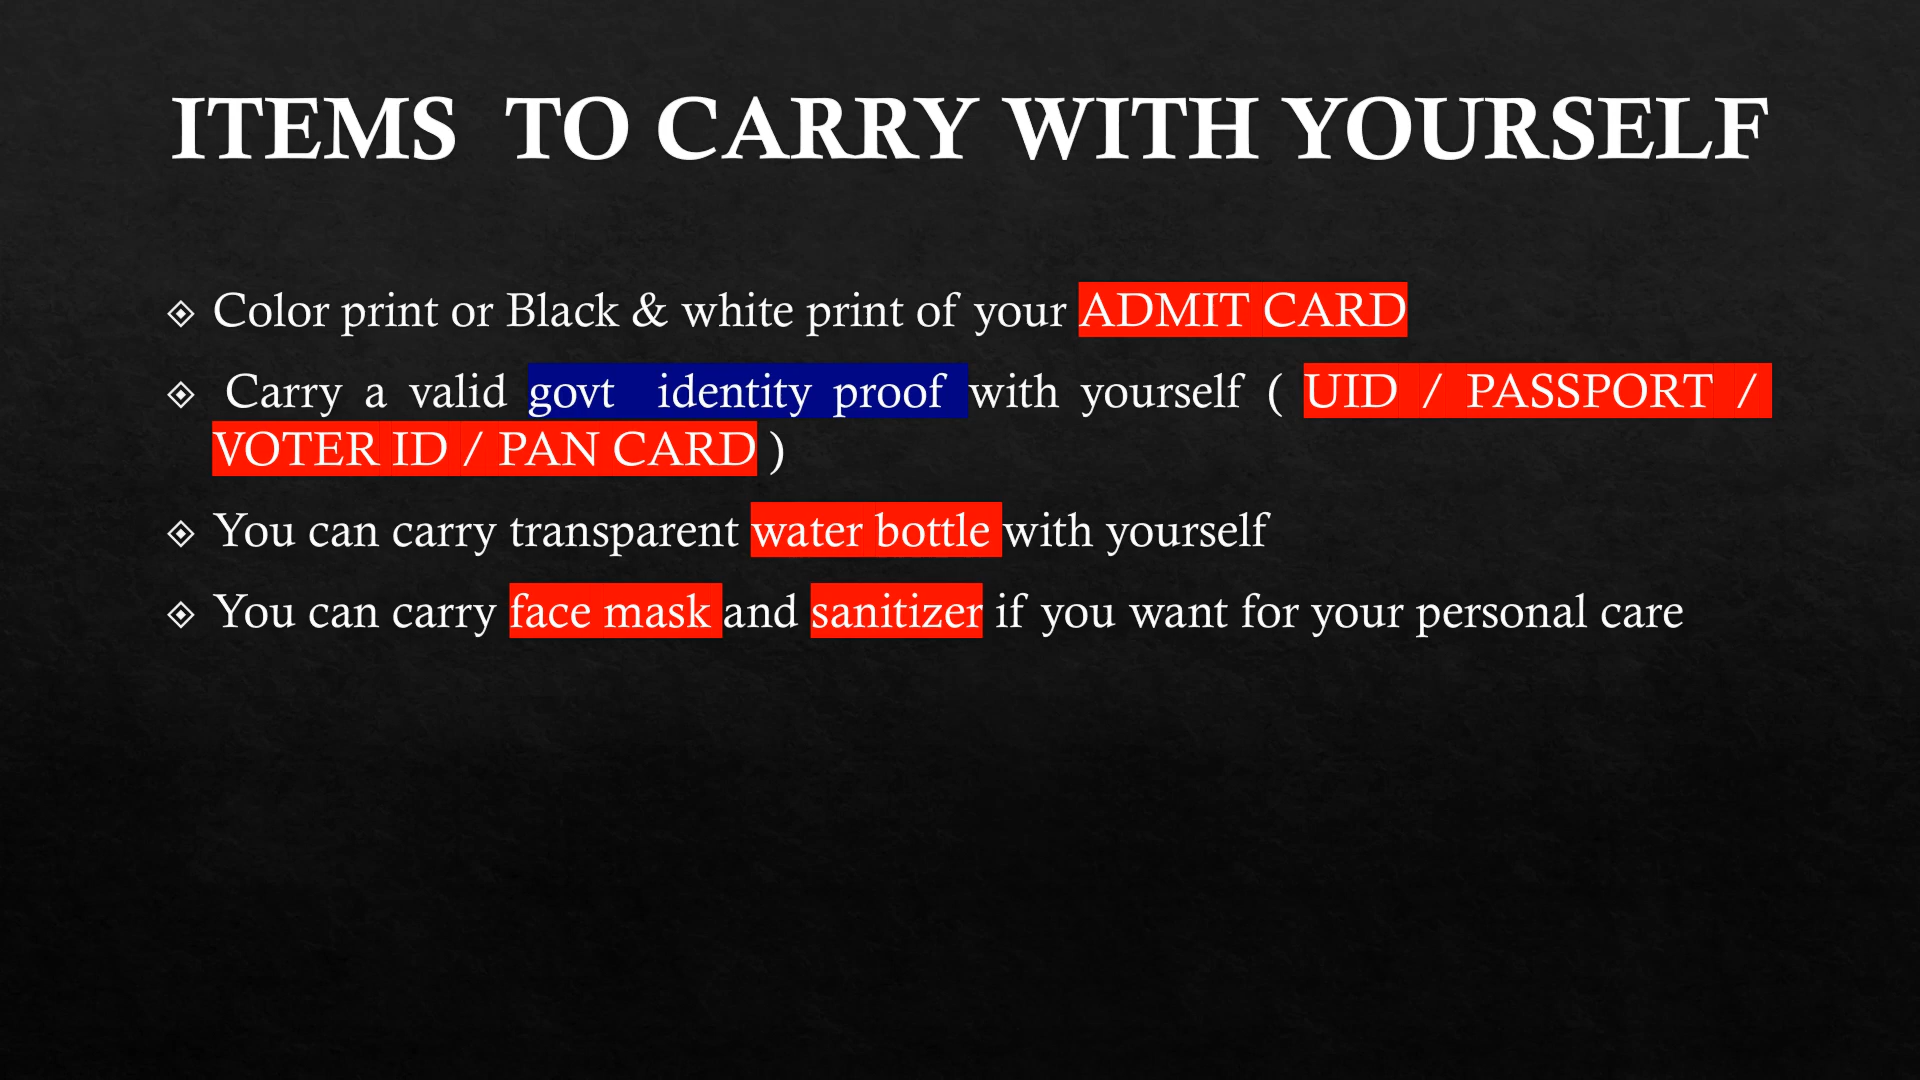 ITEMS TO CARRY WITH YOURSELF
Color print or Black & white print of your ADMIT CARD
Carry a valid govt identity proof with yourself ( UID / PASSPORT /
VOTER ID / PAN CARD )
You can carry transparent water bottle with yourself
You can carry face mask and sanitizer if you want for your personal care